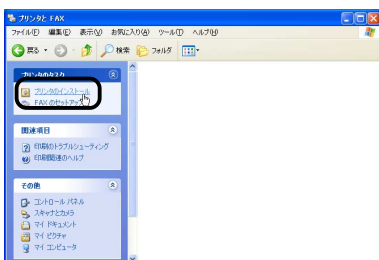 プリンタと FAX
ファイル(F) 編集(E) 表示(V) お気に入り(A) ツール(T) ヘルプ(H)
戻る 検索 フォルダ
プリンタのタスク
プリンタのインストール
FAX のセットアップ
関連項目
印刷のトラブルシューティング
印刷関連のヘルプ
その他
コントロール パネル
スキャナとカメラ
マイ ドキュメント
マイ ピクチャ
マイ コンピュータ